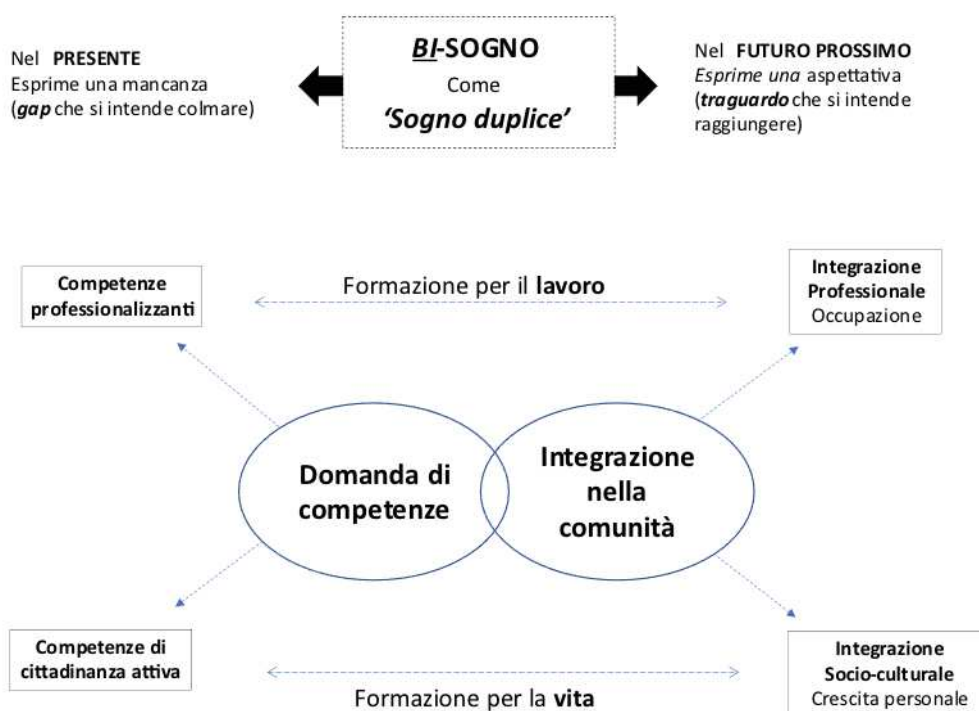 Nel PRESENTE
Esprime una mancanza
(gap che si intende colmare)
BI-SOGNO
Come
‘Sogno duplice’
Nel FUTURO PROSSIMO
Esprime una aspettativa
(traguardo che si intende
raggiungere)
Competenze
professionalizzanti
Formazione per il lavoro
Integrazione
Professionale
Occupazione
Domanda di
competenze
Integrazione
nella
comunità
Competenze di
cittadinanza attiva
Formazione per la vita
Integrazione
Socio-culturale
Crescita personale